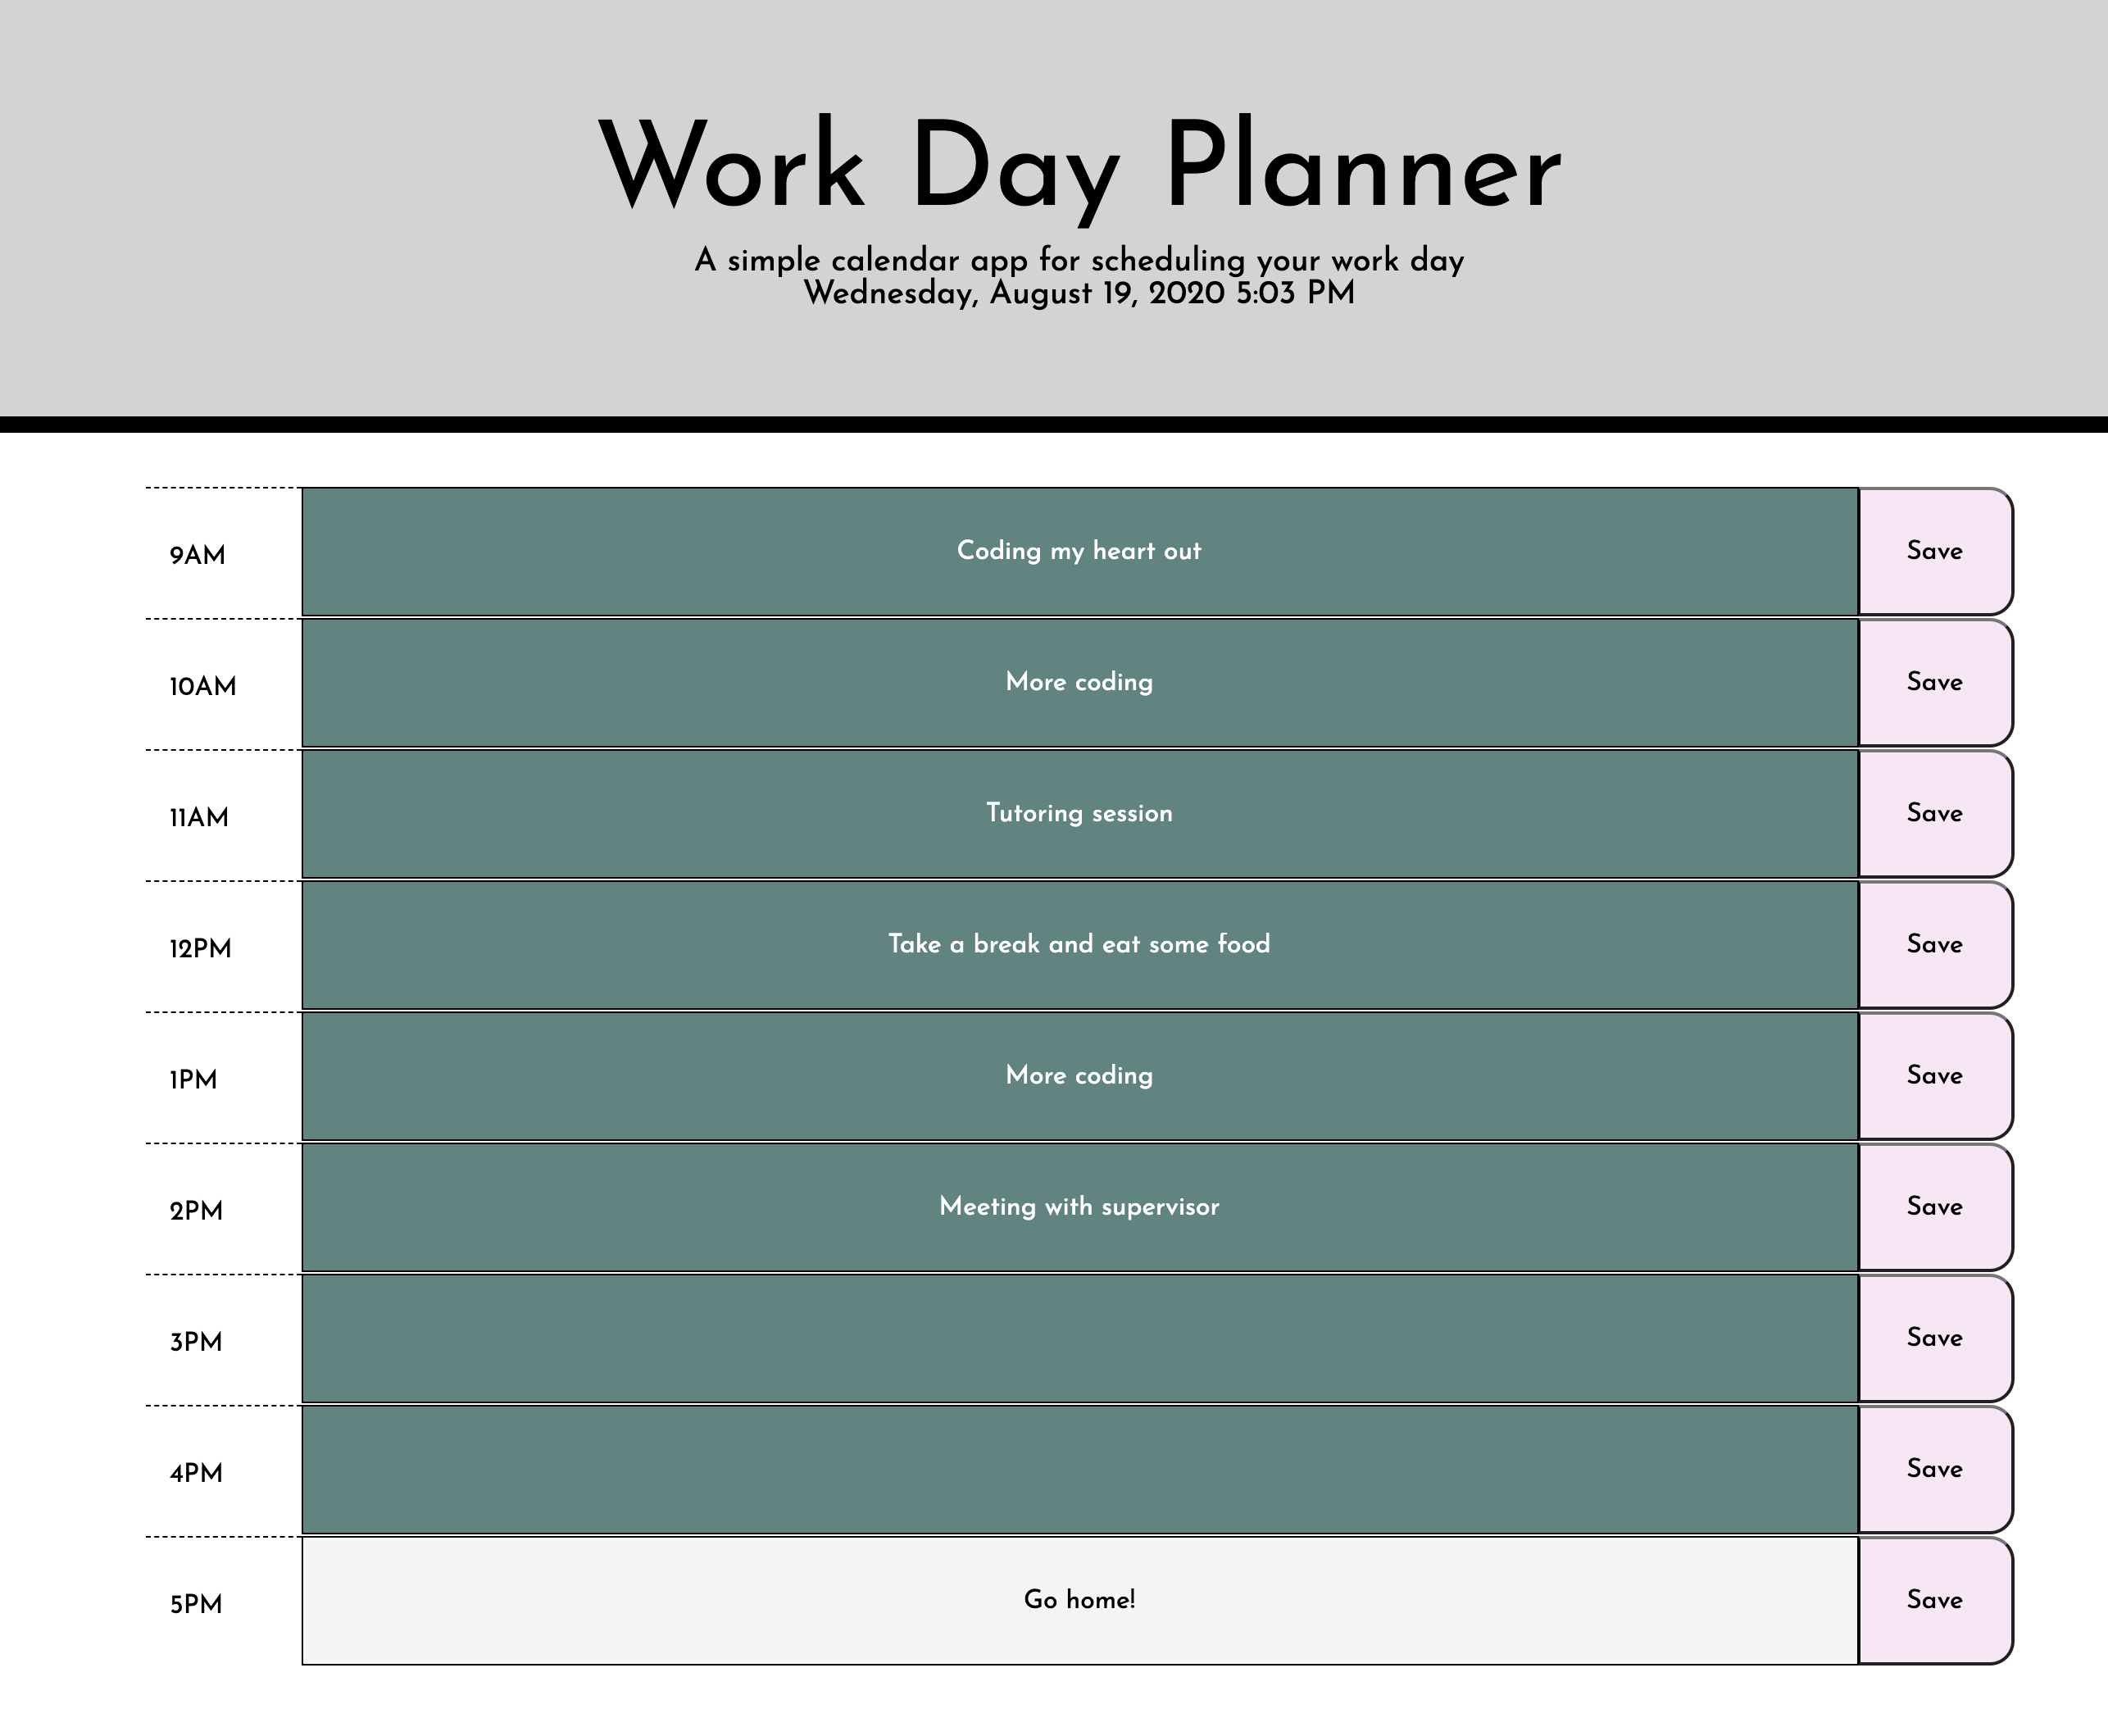 Work Day Planner
A simple calendar app for scheduling your work day
Wednesday, August 19, 2020 5:03 PM
9AM Coding my heart out Save
10AM More coding Save
11AM Tutoring session Save
12PM Take a break and eat some food Save
1PM More coding Save
2PM Meeting with supervisor Save
3PM Save
4PM Save
5PM Go home! Save